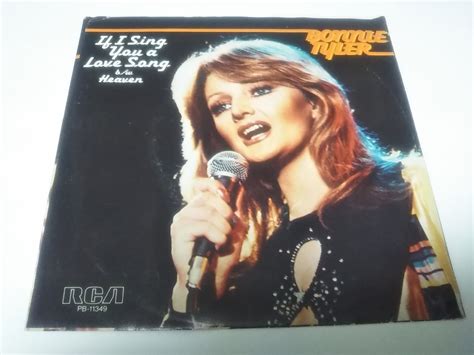 If I Sing
You a
Love Song
b/w
Heaven
BONNIE
TYLER
RCA
PB-11349